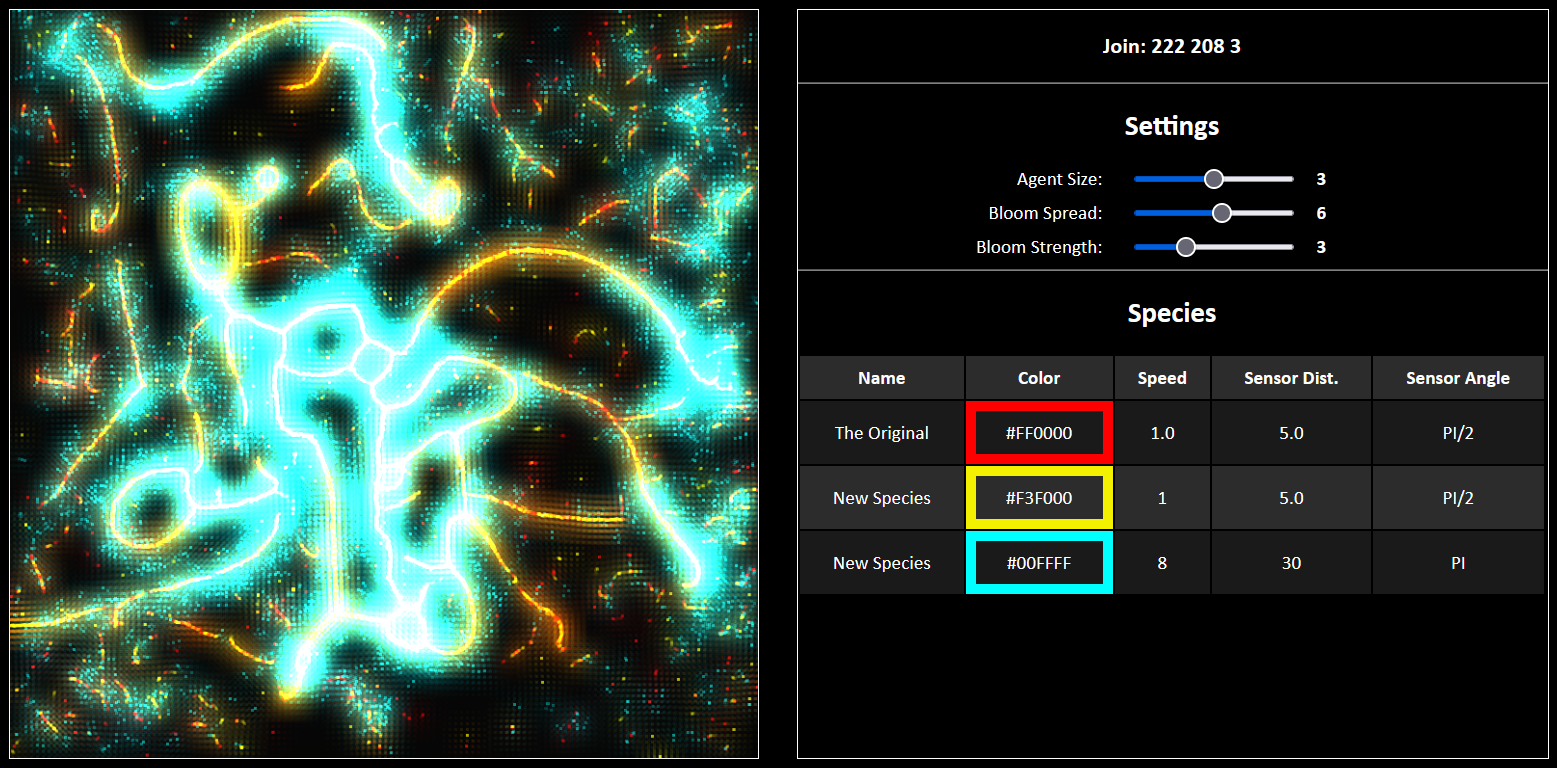 Join: 222 208 3
Settings
Agent Size: 3
Bloom Spread: 6
Bloom Strength: 3
Species
Name Color Speed Sensor Dist. Sensor Angle
The Original #FF0000 1.0 5.0 PI/2
New Species #F3F000 1 5.0 PI/2
New Species #00FFFF 8 30 PI